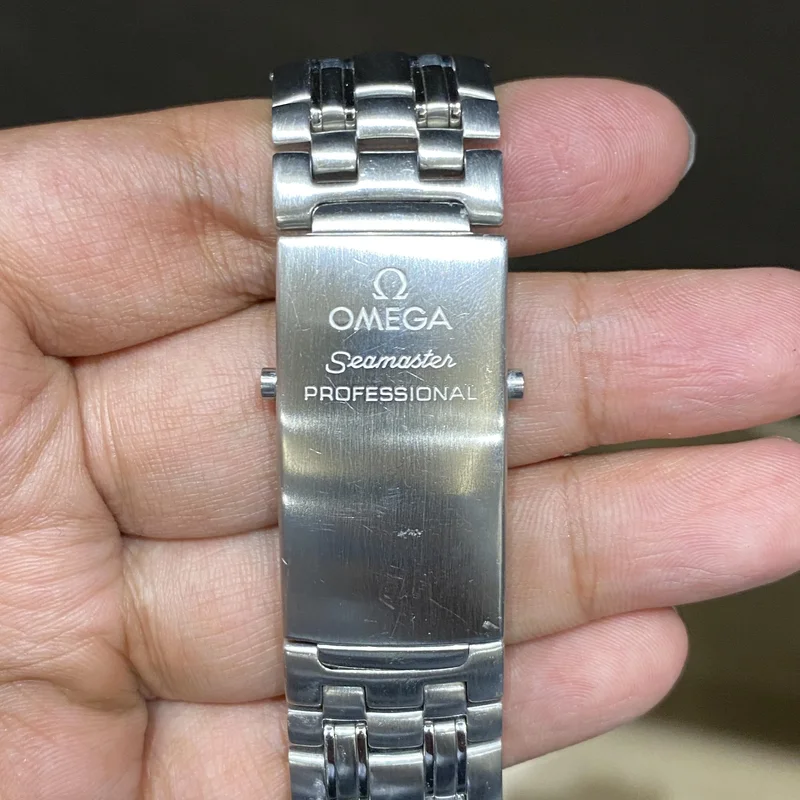 Ω
OMEGA
Seamaster
PROFESSIONAL